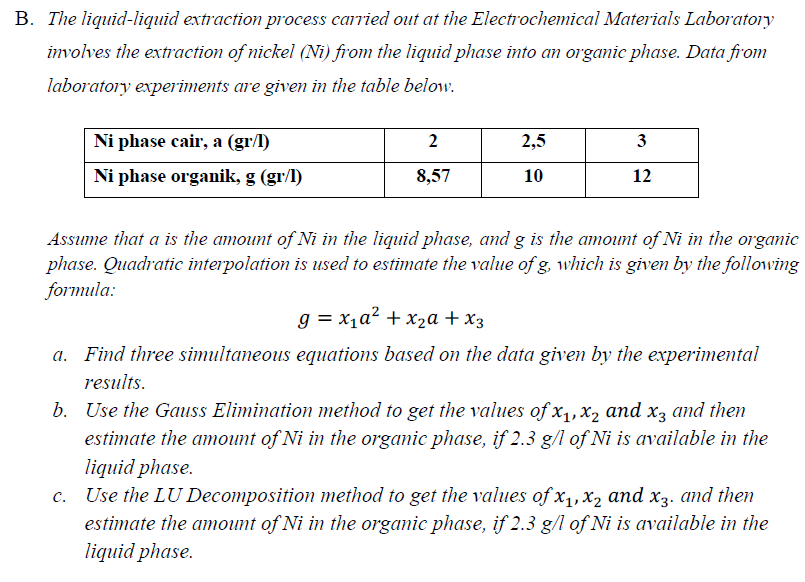 B. The liquid-liquid extraction process carried out at the Electrochemical Materials Laboratory
involves the extraction of nickel (Ni) from the liquid phase into an organic phase. Data from
laboratory experiments are given in the table below.
Ni phase cair, a (gr/l) 2 2,5 3
Ni phase organik, g (gr/l) 8,57 10 12
Assume that a is the amount of Ni in the liquid phase, and g is the amount of Ni in the organic
phase. Quadratic interpolation is used to estimate the value of g, which is given by the following
formula:
g = x₁a² + x₂a + x₃
a. Find three simultaneous equations based on the data given by the experimental
results.
b. Use the Gauss Elimination method to get the values of x₁, x₂ and x₃ and then
estimate the amount of Ni in the organic phase, if 2.3 g/l of Ni is available in the
liquid phase.
c. Use the LU Decomposition method to get the values of x₁, x₂ and x₃. and then
estimate the amount of Ni in the organic phase, if 2.3 g/l of Ni is available in the
liquid phase.